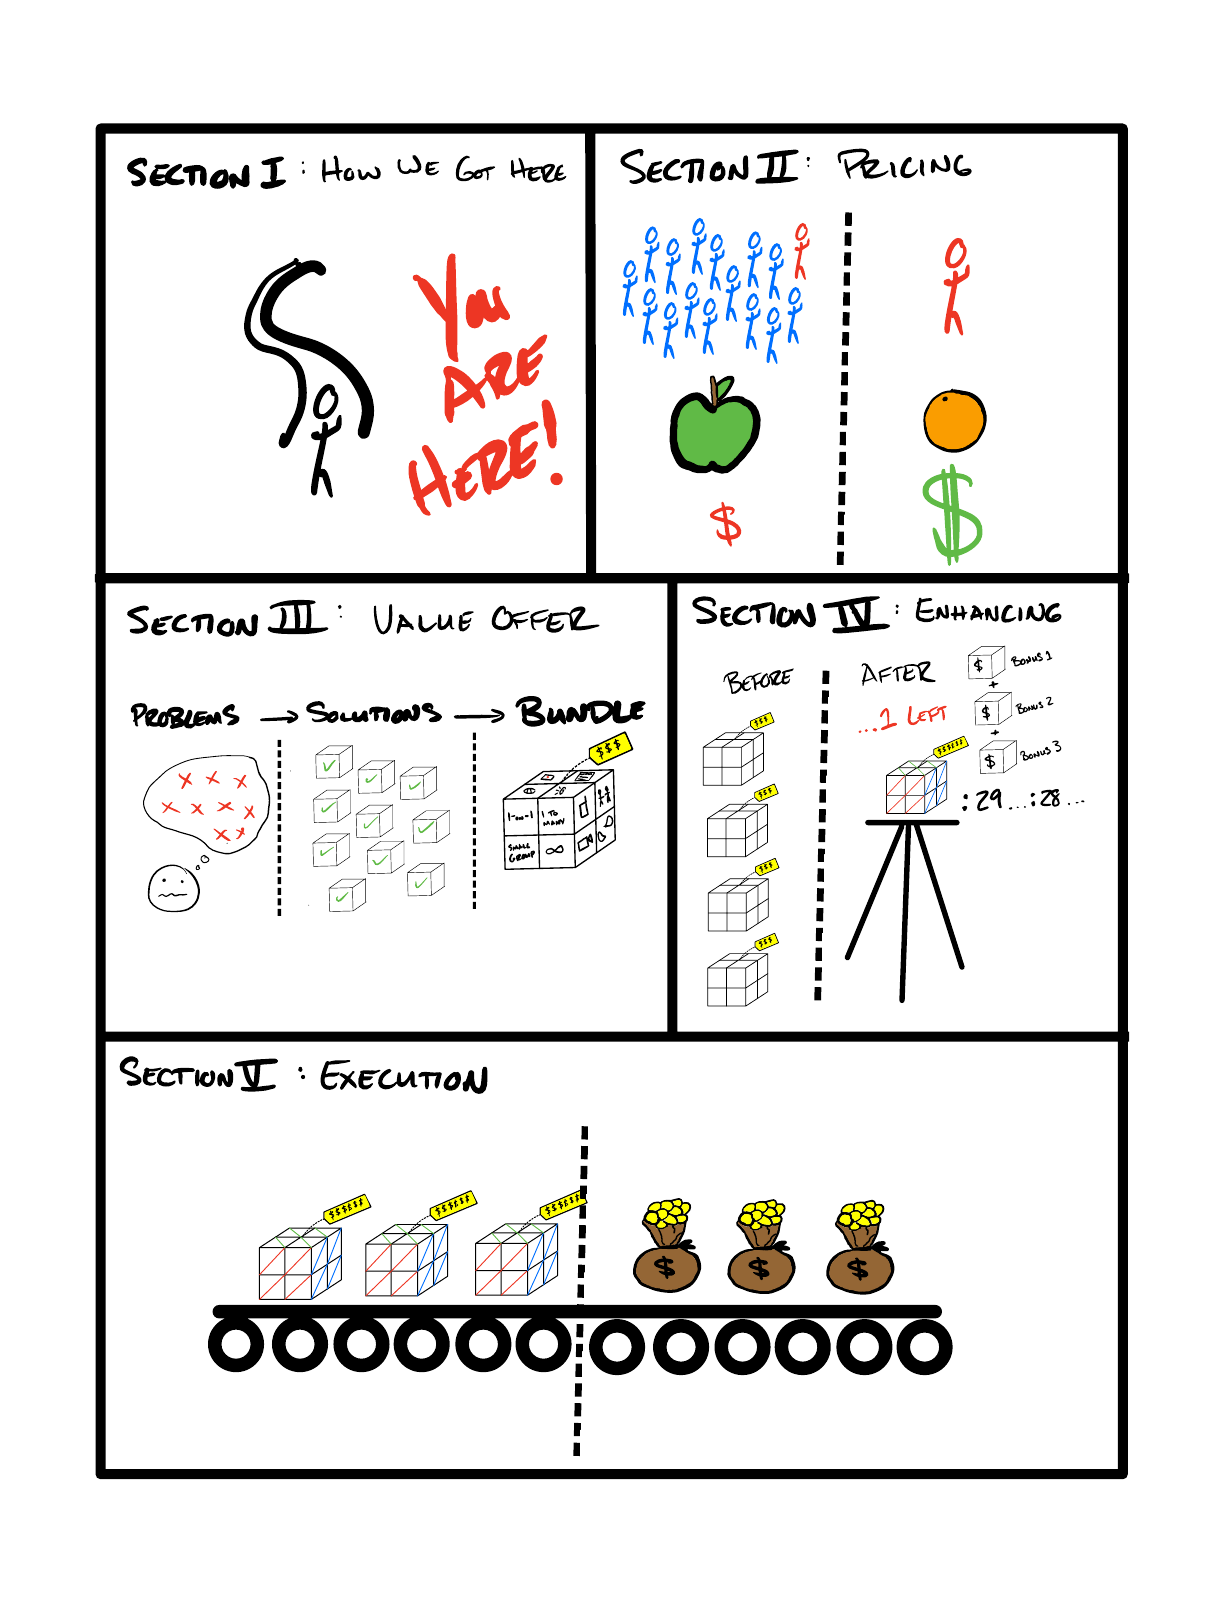 SECTION I : HOW WE GOT HERE
YOU
ARE
HERE!
SECTION II : PRICING
$
$
SECTION III : VALUE OFFER
PROBLEMS → SOLUTIONS → BUNDLE
$$$
1-ON-1
1 TO MANY
SMALL GROUP
∞
SECTION IV : ENHANCING
BEFORE
$$$
$$$
$$$
$$$
AFTER
...1 LEFT
$ BONUS 1
+
$ BONUS 2
+
$ BONUS 3
$$$$$$
:29...:28...
SECTION V : EXECUTION
$$$$$$
$$$$$$
$$$$$$
$
$
$